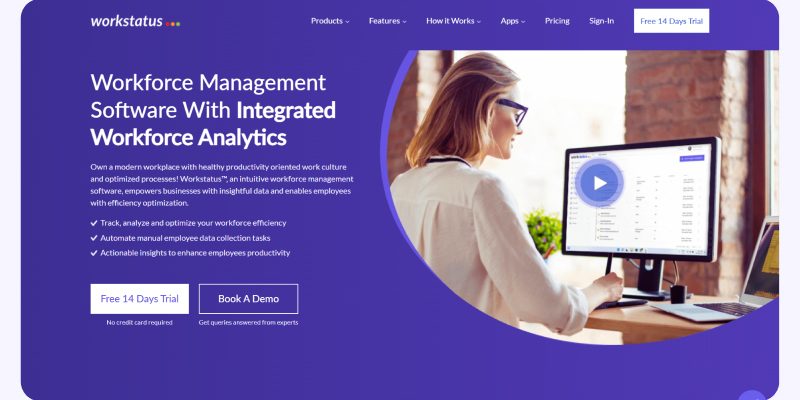 workstatus
Products
Features
How it Works
Apps
Pricing
Sign-In
Free 14 Days Trial
Workforce Management
Software With Integrated
Workforce Analytics
Own a modern workplace with healthy productivity oriented work culture
and optimized processes! Workstatus™, an intuitive workforce management
software, empowers businesses with insightful data and enables employees
with efficiency optimization.
Track, analyze and optimize your workforce efficiency
Automate manual employee data collection tasks
Actionable insights to enhance employees productivity
Free 14 Days Trial
Book A Demo
No credit card required
Get queries answered from experts